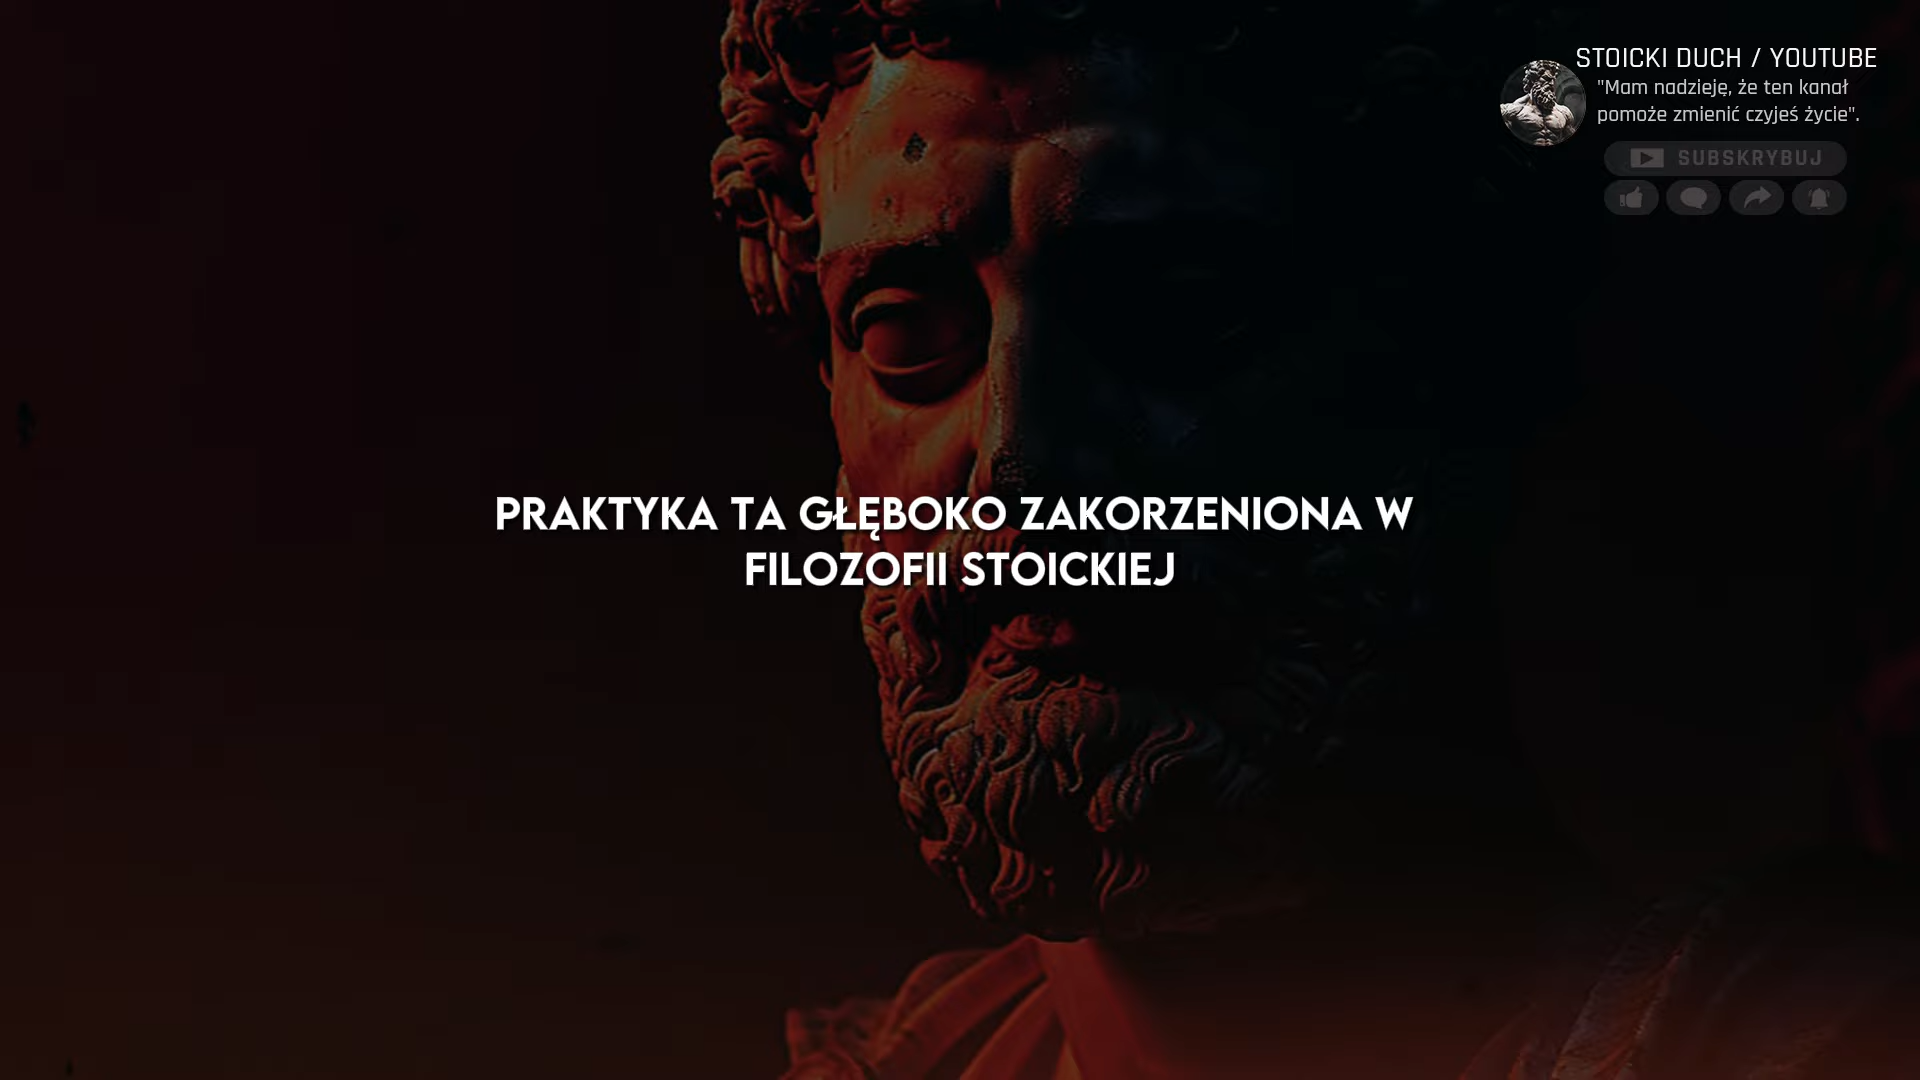 STOICKI DUCH / YOUTUBE
"Mam nadzieję, że ten kanał
pomoże zmienić czyjeś życie".
SUBSKRYBUJ
PRAKTYKA TA GŁĘBOKO ZAKORZENIONA W
FILOZOFII STOICKIEJ